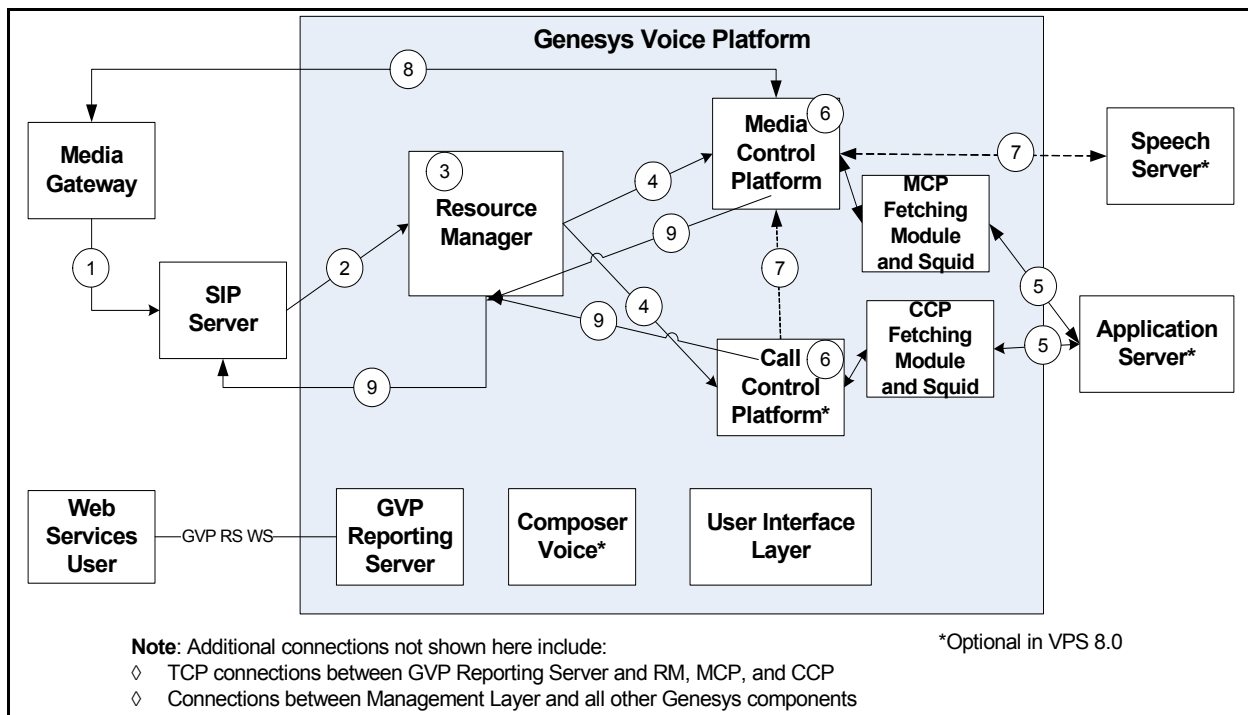 Genesys Voice Platform
8
Media
Gateway
1
SIP
Server
2
3
Resource
Manager
4
4
9
9
9
6
Media
Control
Platform
7
7
Speech
Server*
MCP
Fetching
Module
and Squid
5
5
CCP
Fetching
Module
and Squid
Application
Server*
6
Call
Control
Platform*
Web
Services
User
GVP RS WS
GVP
Reporting
Server
Composer
Voice*
User Interface
Layer
Note: Additional connections not shown here include:
◊ TCP connections between GVP Reporting Server and RM, MCP, and CCP
◊ Connections between Management Layer and all other Genesys components
*Optional in VPS 8.0